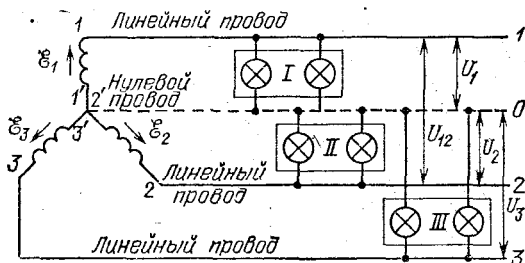 1 Линейный провод 1
ℰ₁ I U₁
1' 2' Нулевой провод 0
3' U₁₂
ℰ₃ ℰ₂ II U₂
3 2 Линейный провод 2
U₃
III
Линейный провод 3